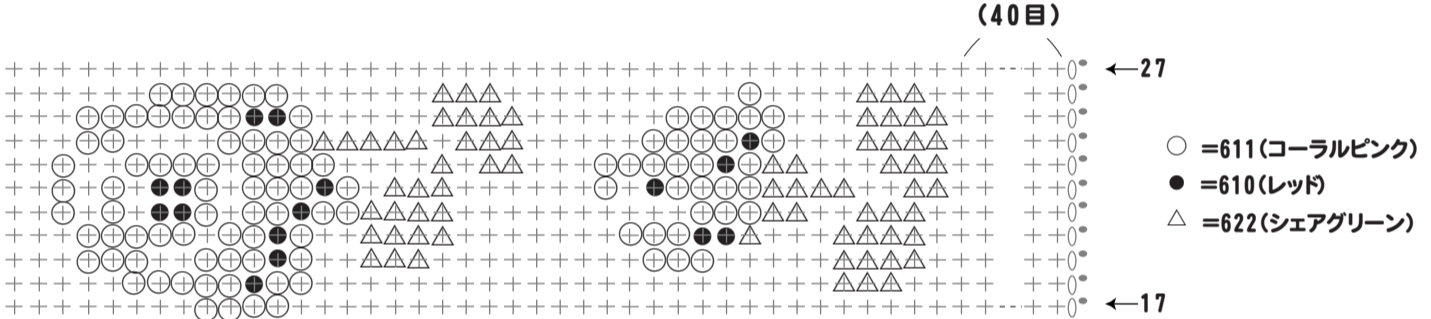 (40目)
←27
○ =611(コーラルピンク)
● =610(レッド)
△ =622(シェアグリーン)
←17